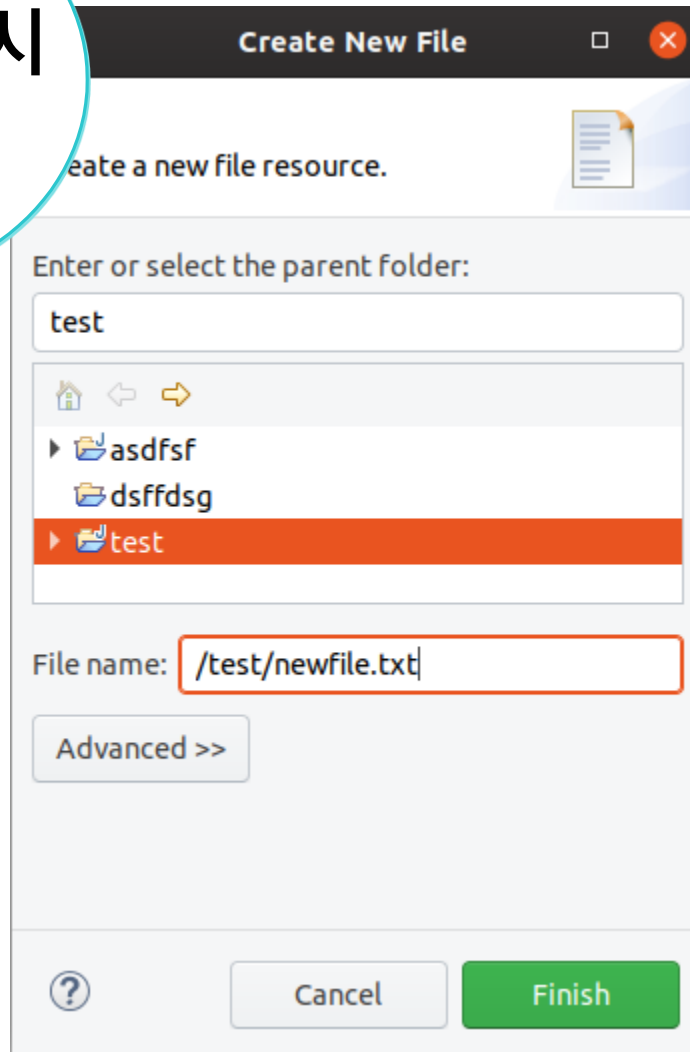 시
Create New File
eate a new file resource.
Enter or select the parent folder:
test
asdfsf
dsffdsg
test
File name: /test/newfile.txt
Advanced >>
Cancel Finish